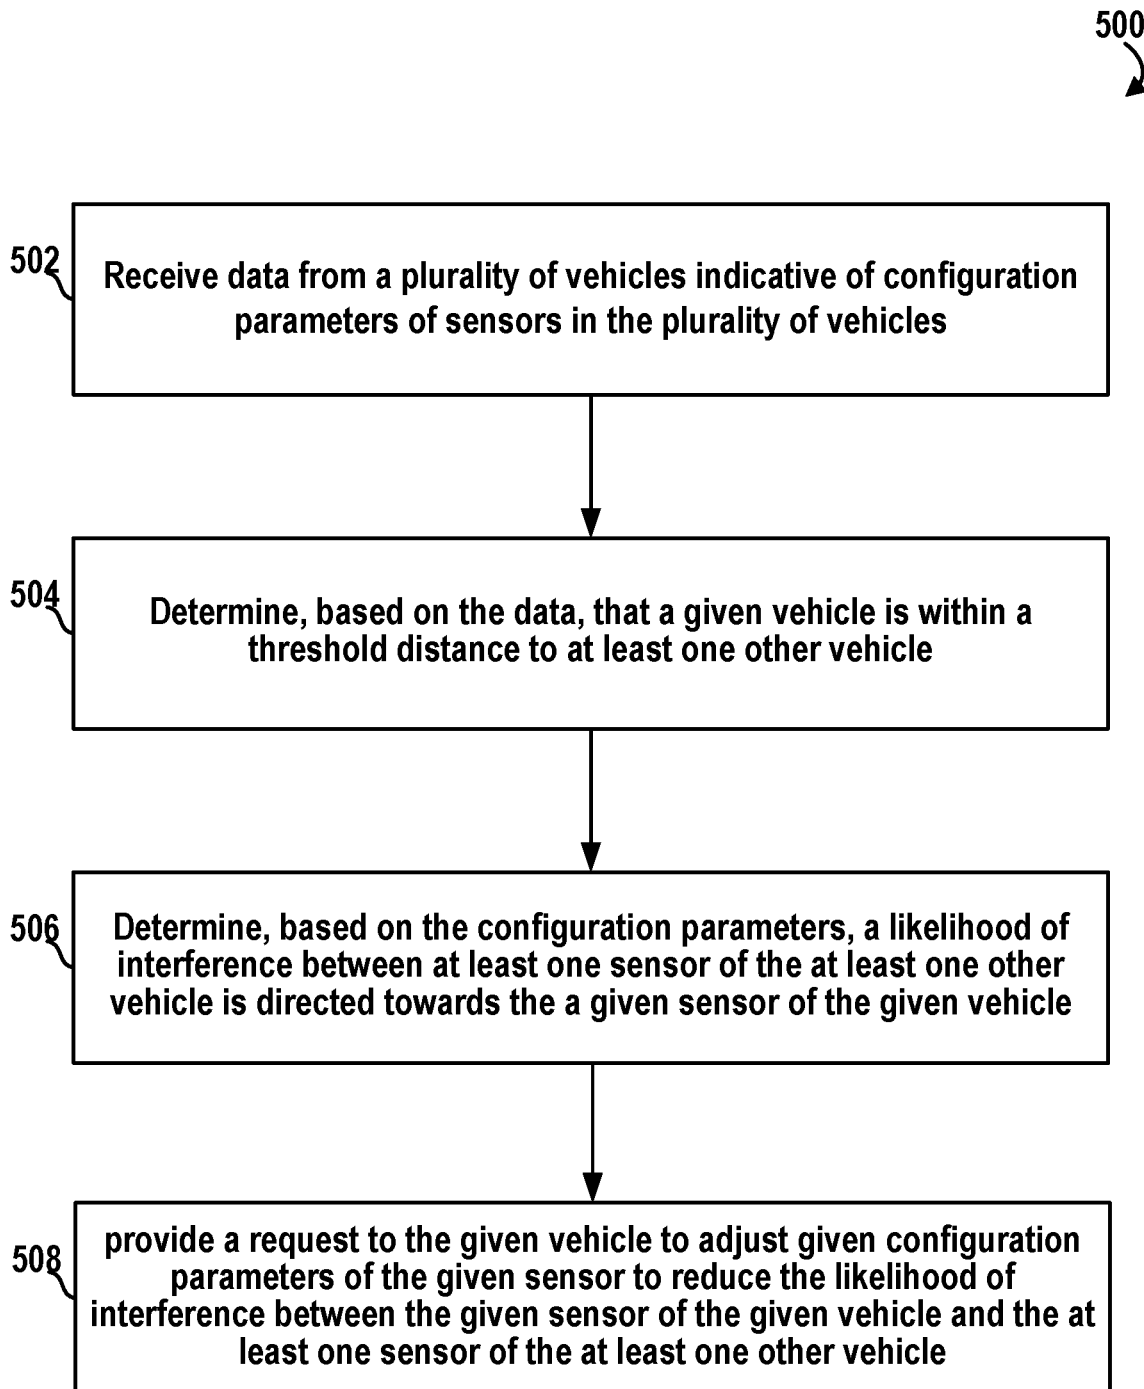 500
502
Receive data from a plurality of vehicles indicative of configuration
parameters of sensors in the plurality of vehicles
504
Determine, based on the data, that a given vehicle is within a
threshold distance to at least one other vehicle
506
Determine, based on the configuration parameters, a likelihood of
interference between at least one sensor of the at least one other
vehicle is directed towards the a given sensor of the given vehicle
508
provide a request to the given vehicle to adjust given configuration
parameters of the given sensor to reduce the likelihood of
interference between the given sensor of the given vehicle and the at
least one sensor of the at least one other vehicle